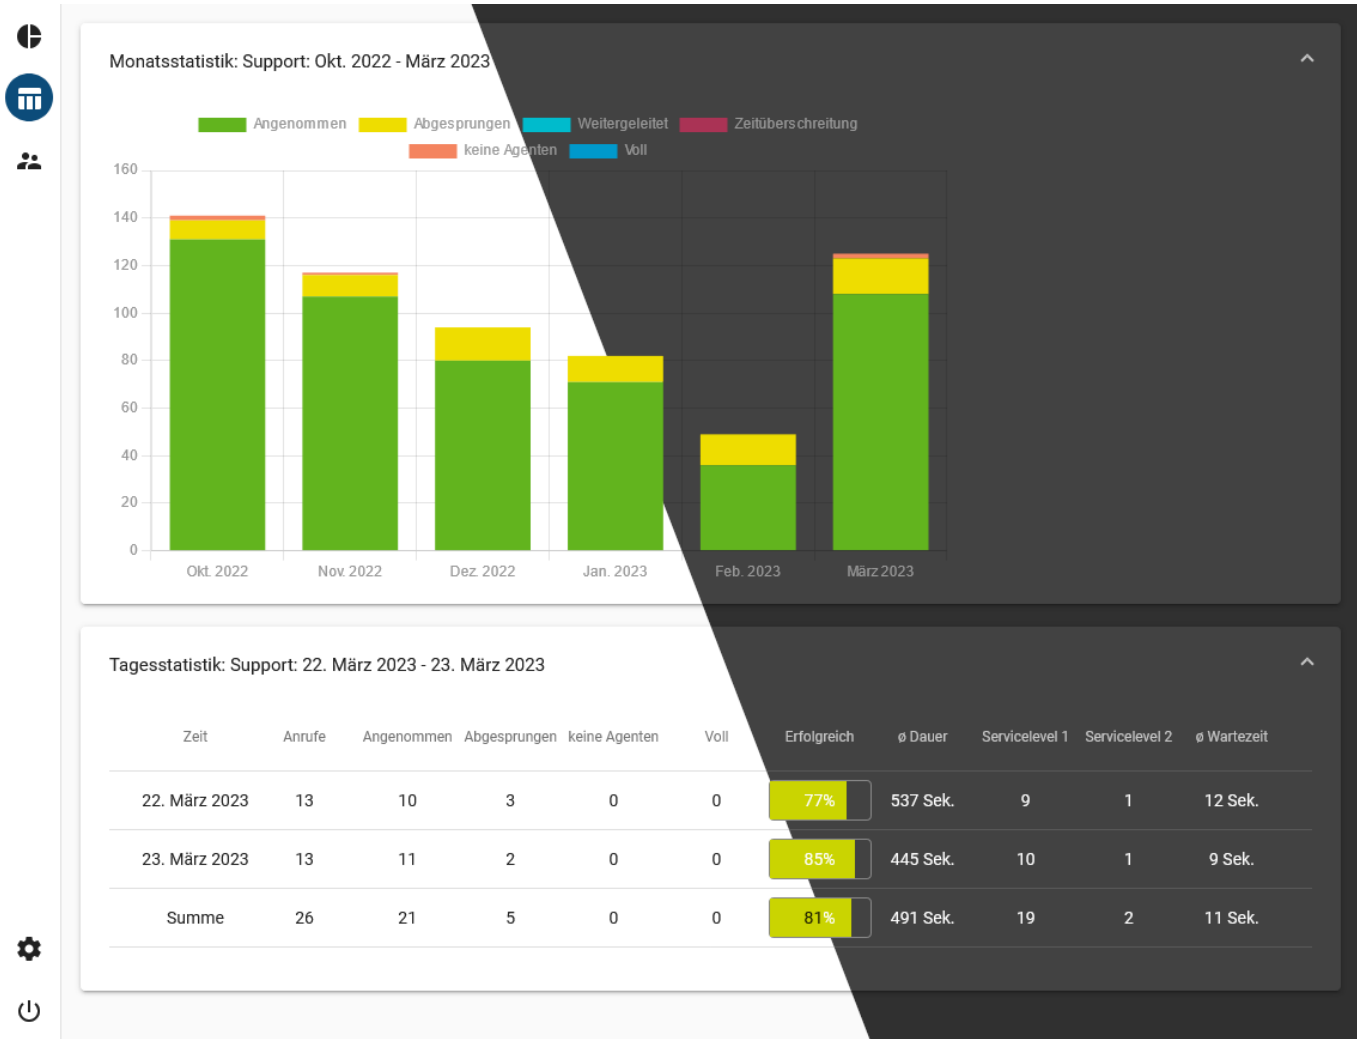 Monatsstatistik: Support: Okt. 2022 - März 2023
Angenommen Abgesprungen Weitergeleitet Zeitüberschreitung
keine Agenten Voll
160
140
120
100
80
60
40
20
0
Okt. 2022 Nov. 2022 Dez. 2022 Jan. 2023 Feb. 2023 März 2023
Tagesstatistik: Support: 22. März 2023 - 23. März 2023
Zeit Anrufe Angenommen Abgesprungen keine Agenten Voll Erfolgreich ø Dauer Servicelevel 1 Servicelevel 2 ø Wartezeit
22. März 2023 13 10 3 0 0 77% 537 Sek. 9 1 12 Sek.
23. März 2023 13 11 2 0 0 85% 445 Sek. 10 1 9 Sek.
Summe 26 21 5 0 0 81% 491 Sek. 19 2 11 Sek.